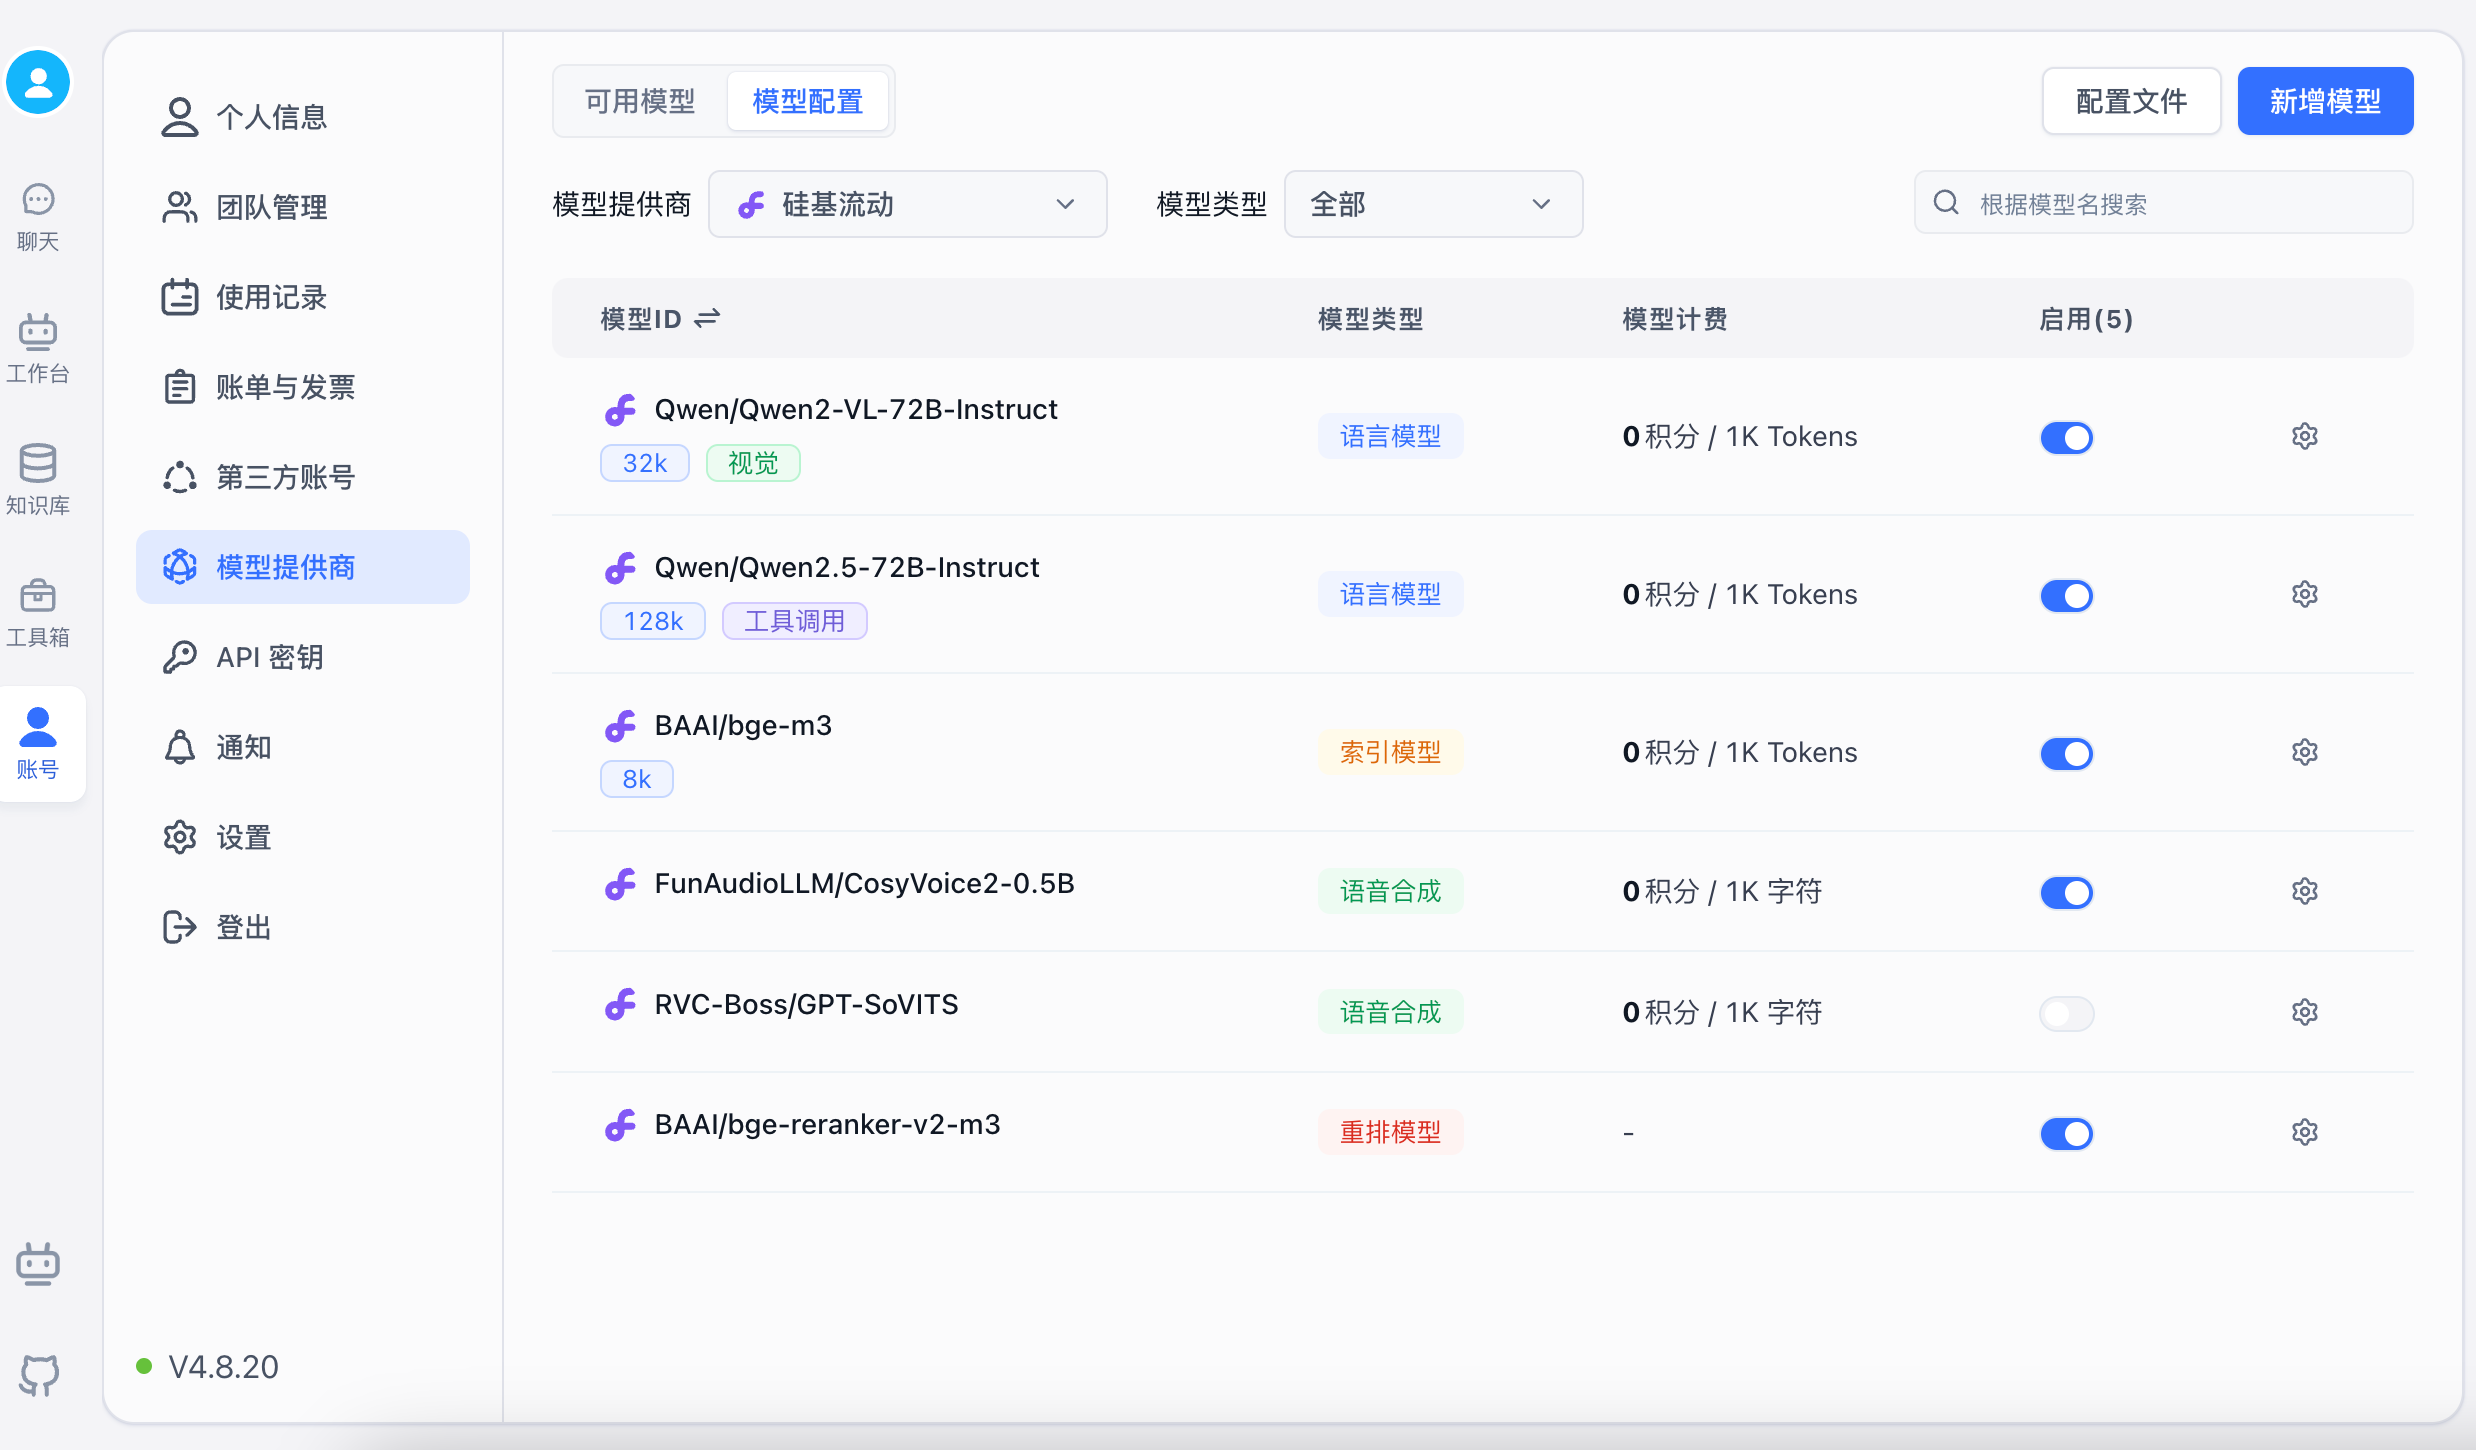 聊天
工作台
知识库
工具箱
账号
个人信息
团队管理
使用记录
账单与发票
第三方账号
模型提供商
API 密钥
通知
设置
登出
V4.8.20
可用模型 模型配置
配置文件 新增模型
模型提供商 硅基流动 模型类型 全部 根据模型名搜索
模型ID 模型类型 模型计费 启用(5)
Qwen/Qwen2-VL-72B-Instruct
32k 视觉
语言模型 0 积分 / 1K Tokens
Qwen/Qwen2.5-72B-Instruct
128k 工具调用
语言模型 0 积分 / 1K Tokens
BAAI/bge-m3
8k
索引模型 0 积分 / 1K Tokens
FunAudioLLM/CosyVoice2-0.5B 语音合成 0 积分 / 1K 字符
RVC-Boss/GPT-SoVITS 语音合成 0 积分 / 1K 字符
BAAI/bge-reranker-v2-m3 重排模型 -